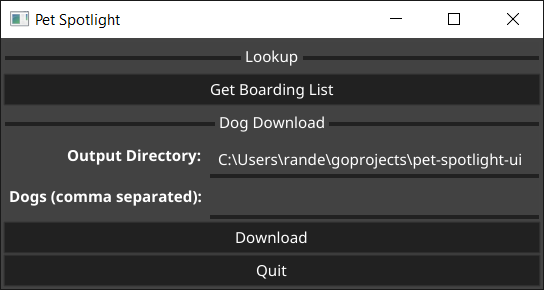 Pet Spotlight
Lookup
Get Boarding List
Dog Download
Output Directory: C:\Users\rande\goprojects\pet-spotlight-ui
Dogs (comma separated):
Download
Quit